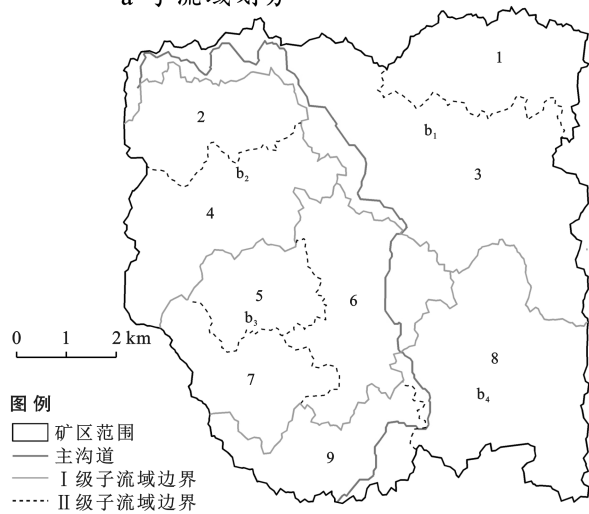 a 子流域划分
1
2
b₁
b₂
3
4
5
6
b₃
0 1 2 km
8
7
b₄
图例
矿区范围
主沟道
9
Ⅰ级子流域边界
Ⅱ级子流域边界